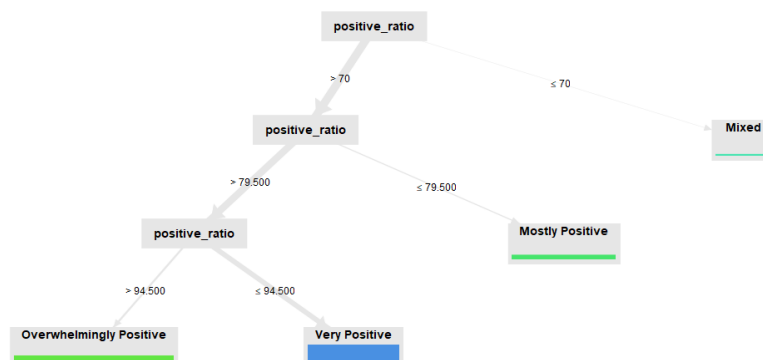 positive_ratio
> 70
≤ 70
positive_ratio
Mixed
> 79.500
≤ 79.500
positive_ratio
Mostly Positive
> 94.500
≤ 94.500
Overwhelmingly Positive
Very Positive